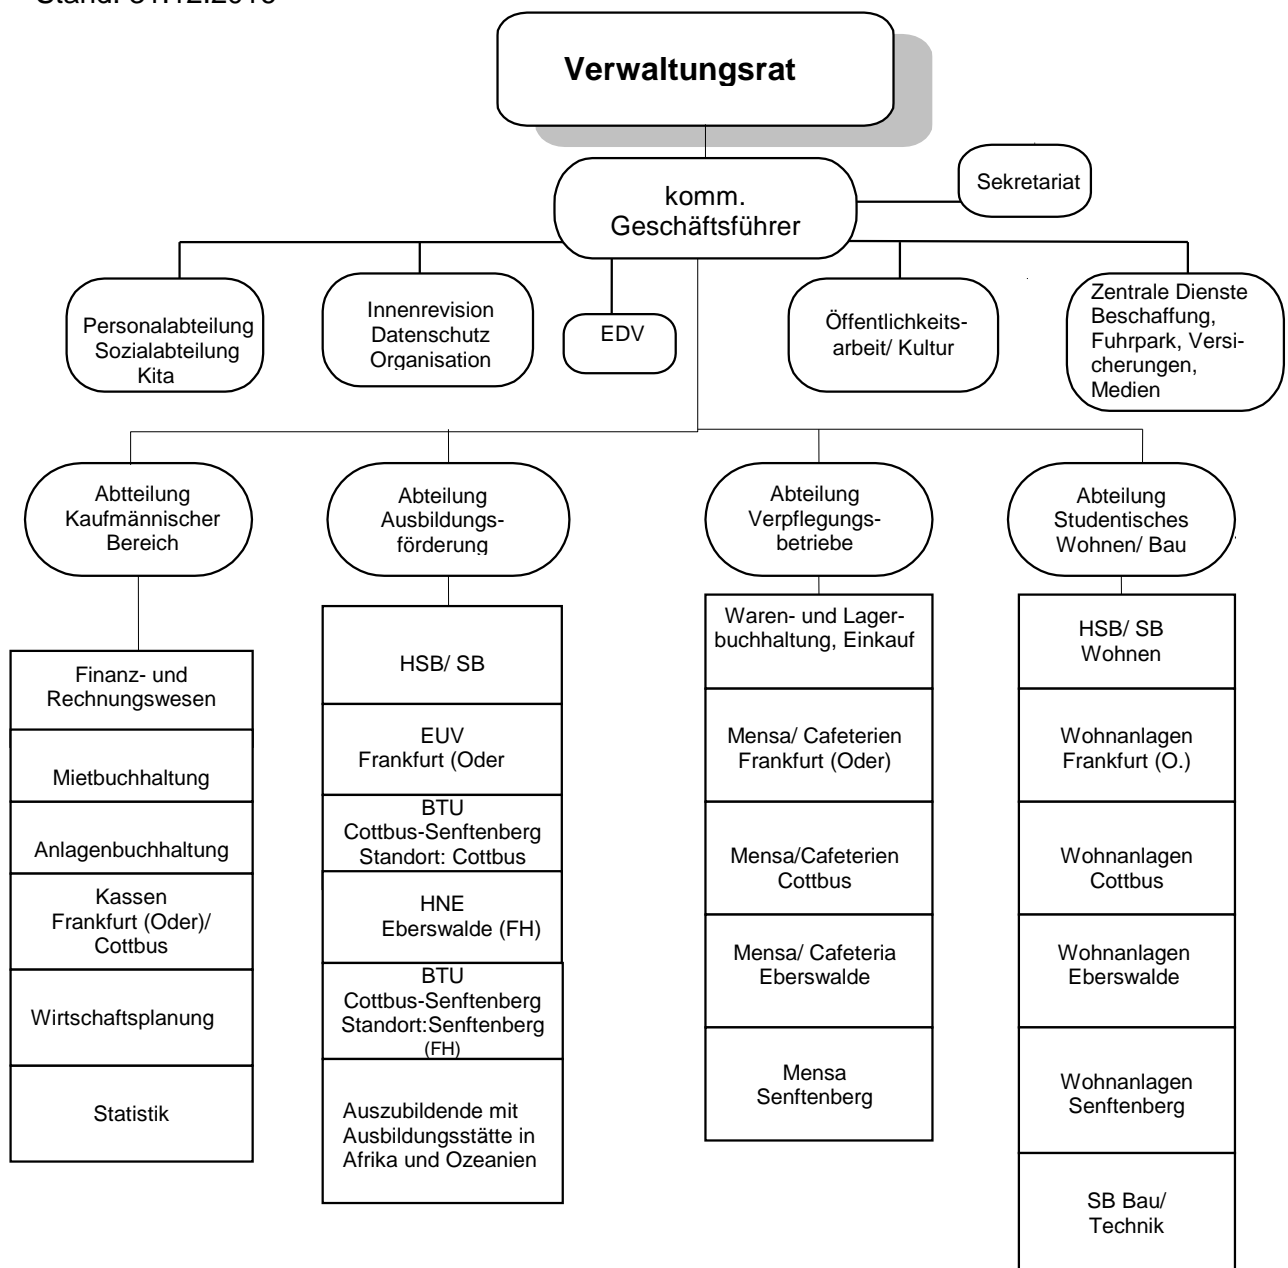 Stand:
Verwaltungsrat
komm.
Geschäftsführer
Sekretariat
Personalabteilung
Sozialabteilung
Kita
Innenrevision
Datenschutz
Organisation
EDV
Öffentlichkeits-
arbeit/ Kultur
Zentrale Dienste
Beschaffung,
Fuhrpark, Versi-
cherungen,
Medien
Abtteilung
Kaufmännischer
Bereich
Abteilung
Ausbildungs-
förderung
Abteilung
Verpflegungs-
betriebe
Abteilung
Studentisches
Wohnen/ Bau
Finanz- und
Rechnungswesen
Mietbuchhaltung
Anlagenbuchhaltung
Kassen
Frankfurt (Oder)/
Cottbus
Wirtschaftsplanung
Statistik
HSB/ SB
EUV
Frankfurt (Oder
BTU
Cottbus-Senftenberg
Standort: Cottbus
HNE
Eberswalde (FH)
BTU
Cottbus-Senftenberg
Standort:Senftenberg
(FH)
Auszubildende mit
Ausbildungsstätte in
Afrika und Ozeanien
Waren- und Lager-
buchhaltung, Einkauf
Mensa/ Cafeterien
Frankfurt (Oder)
Mensa/Cafeterien
Cottbus
Mensa/ Cafeteria
Eberswalde
Mensa
Senftenberg
HSB/ SB
Wohnen
Wohnanlagen
Frankfurt (O.)
Wohnanlagen
Cottbus
Wohnanlagen
Eberswalde
Wohnanlagen
Senftenberg
SB Bau/
Technik